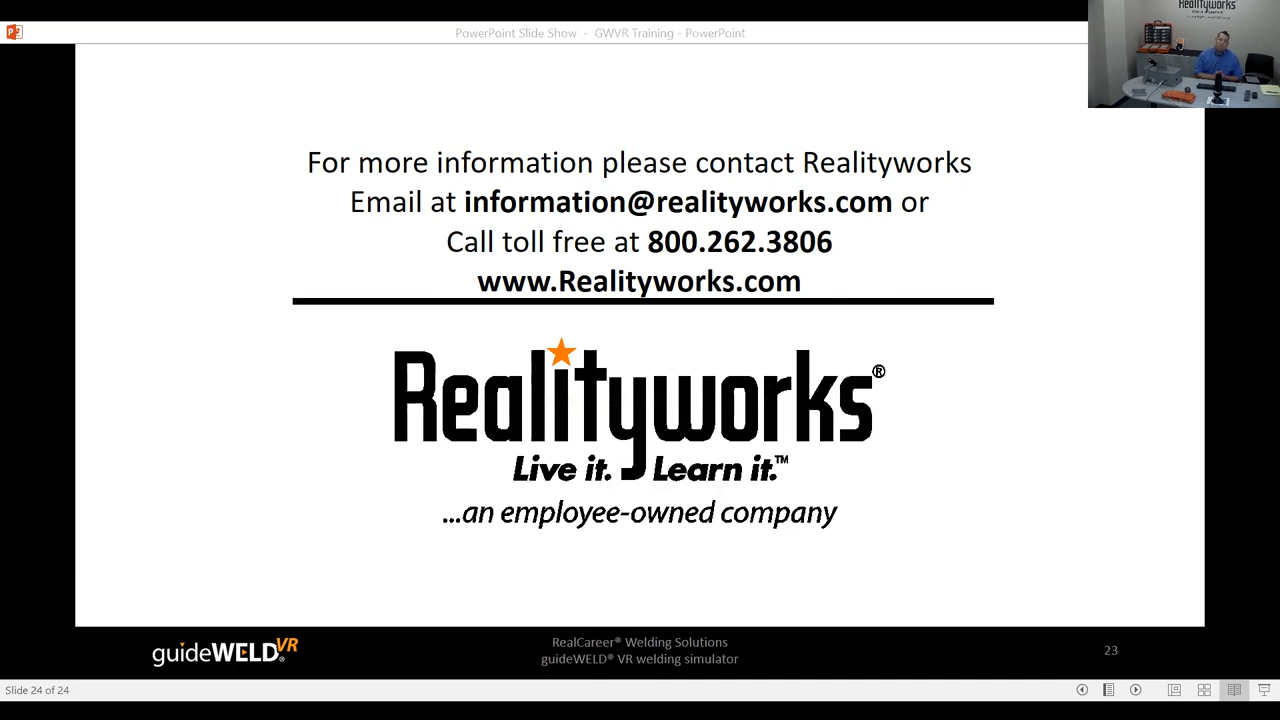 PowerPoint Slide Show - GWVR Training - PowerPoint
Realityworks
For more information please contact Realityworks
Email at information@realityworks.com or
Call toll free at 800.262.3806
www.Realityworks.com
Realityworks®
Live it. Learn it.™
...an employee-owned company
guideWELD®VR
RealCareer® Welding Solutions
guideWELD® VR welding simulator
23
Slide 24 of 24